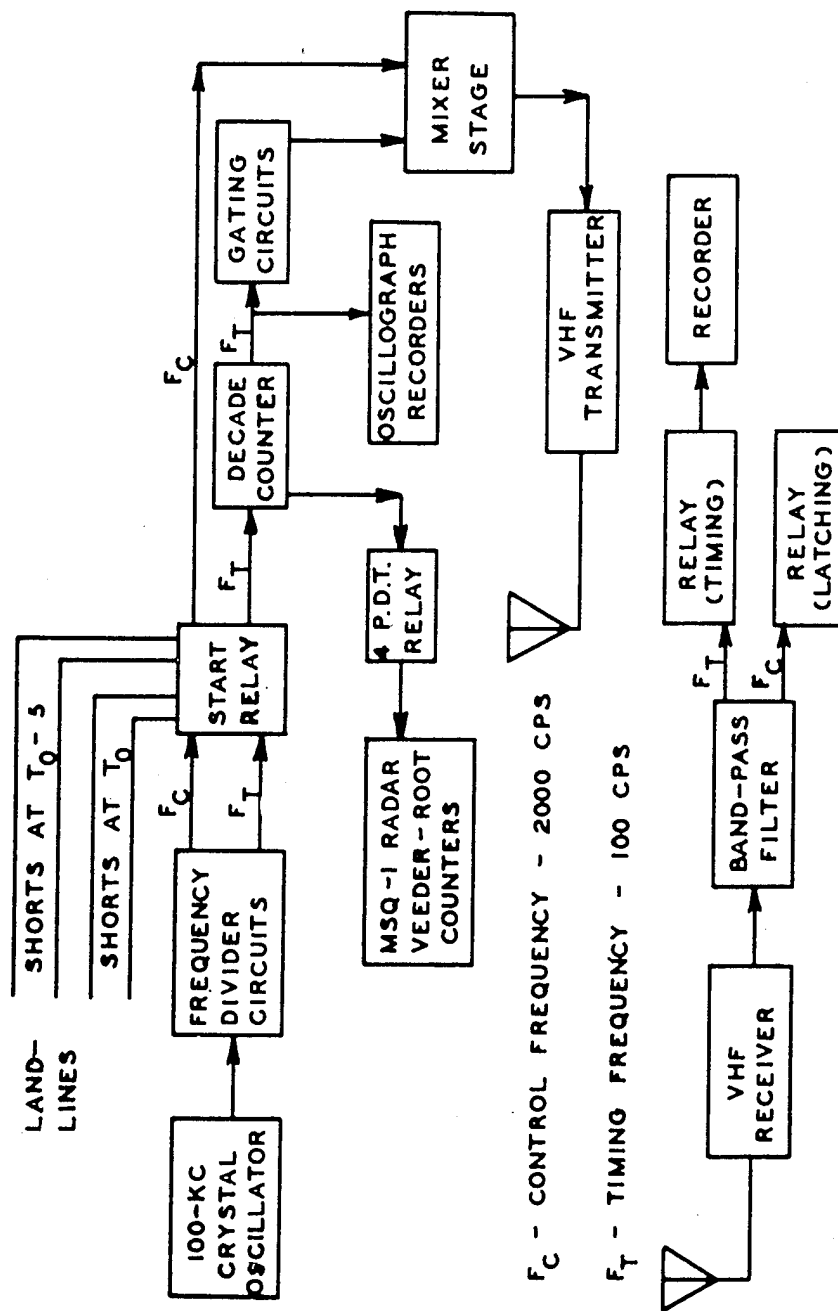 LAND-
LINES
SHORTS AT T0 - 5
SHORTS AT T0
100-KC
CRYSTAL
OSCILLATOR
FREQUENCY
DIVIDER
CIRCUITS
FC
FT
START
RELAY
FC
FT
DECADE
COUNTER
FT
GATING
CIRCUITS
4 P.D.T.
RELAY
MSQ-1 RADAR
VEEDER-ROOT
COUNTERS
OSCILLOGRAPH
RECORDERS
MIXER
STAGE
VHF
TRANSMITTER
FC - CONTROL FREQUENCY - 2000 CPS
FT - TIMING FREQUENCY - 100 CPS
VHF
RECEIVER
BAND-PASS
FILTER
FT
FC
RELAY
(TIMING)
RELAY
(LATCHING)
RECORDER